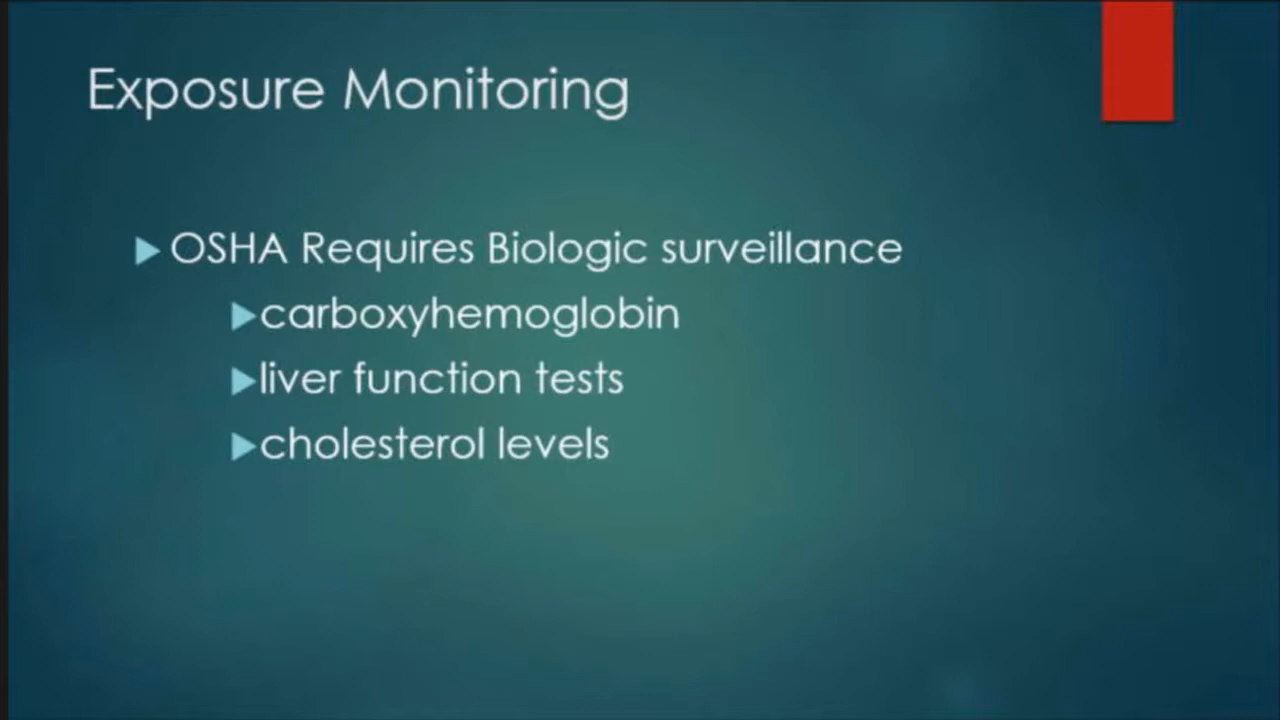 Exposure Monitoring
OSHA Requires Biologic surveillance
carboxyhemoglobin
liver function tests
cholesterol levels